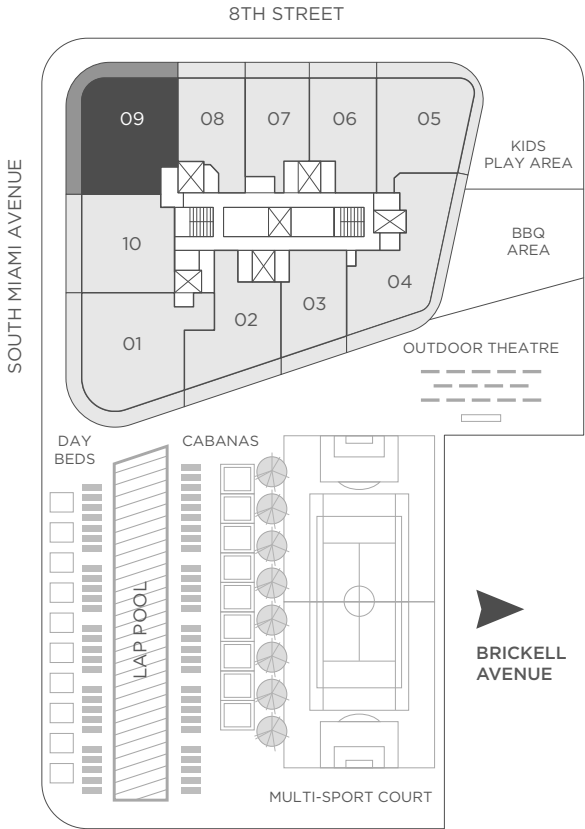 8TH STREET
SOUTH MIAMI AVENUE
09
08
07
06
05
KIDS
PLAY AREA
10
BBQ
AREA
04
03
02
01
OUTDOOR THEATRE
DAY
BEDS
CABANAS
LAP POOL
BRICKELL
AVENUE
MULTI-SPORT COURT